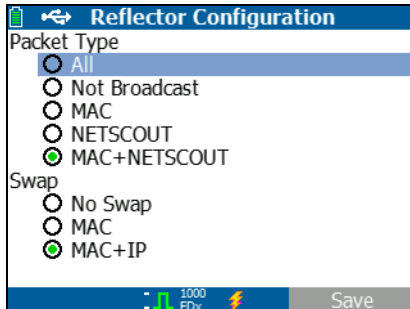 Reflector Configuration
Packet Type
All
Not Broadcast
MAC
NETSCOUT
MAC+NETSCOUT
Swap
No Swap
MAC
MAC+IP
1000
FDx
Save